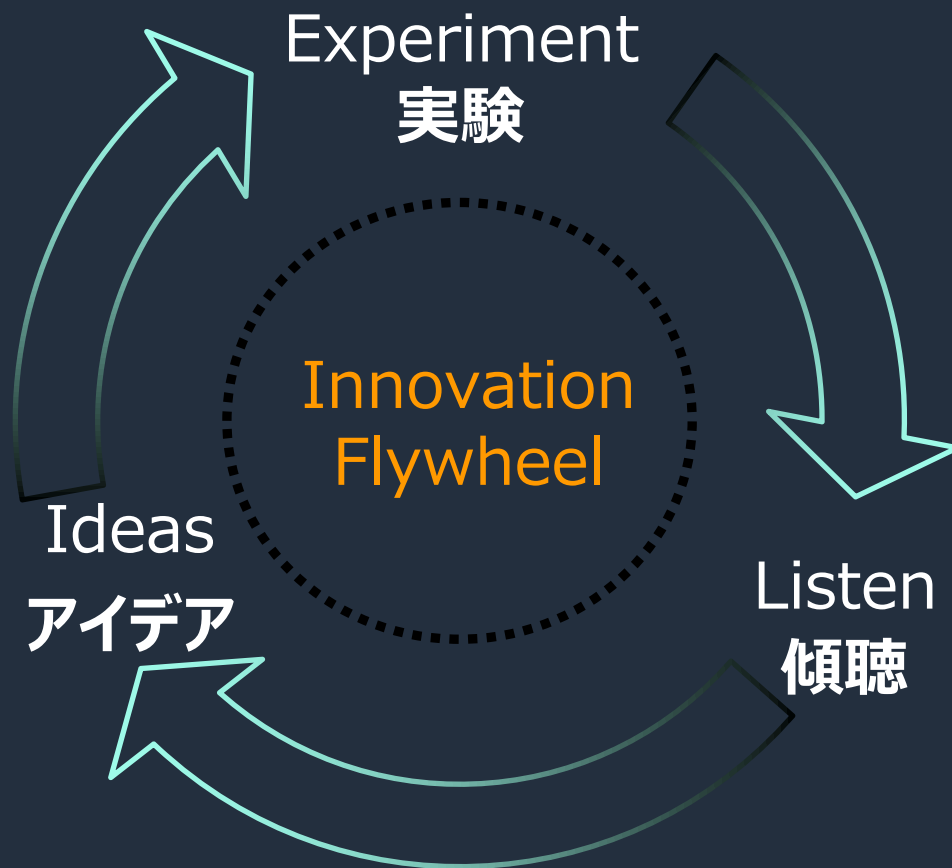 Experiment
実験
Innovation
Flywheel
Ideas
アイデア
Listen
傾聴